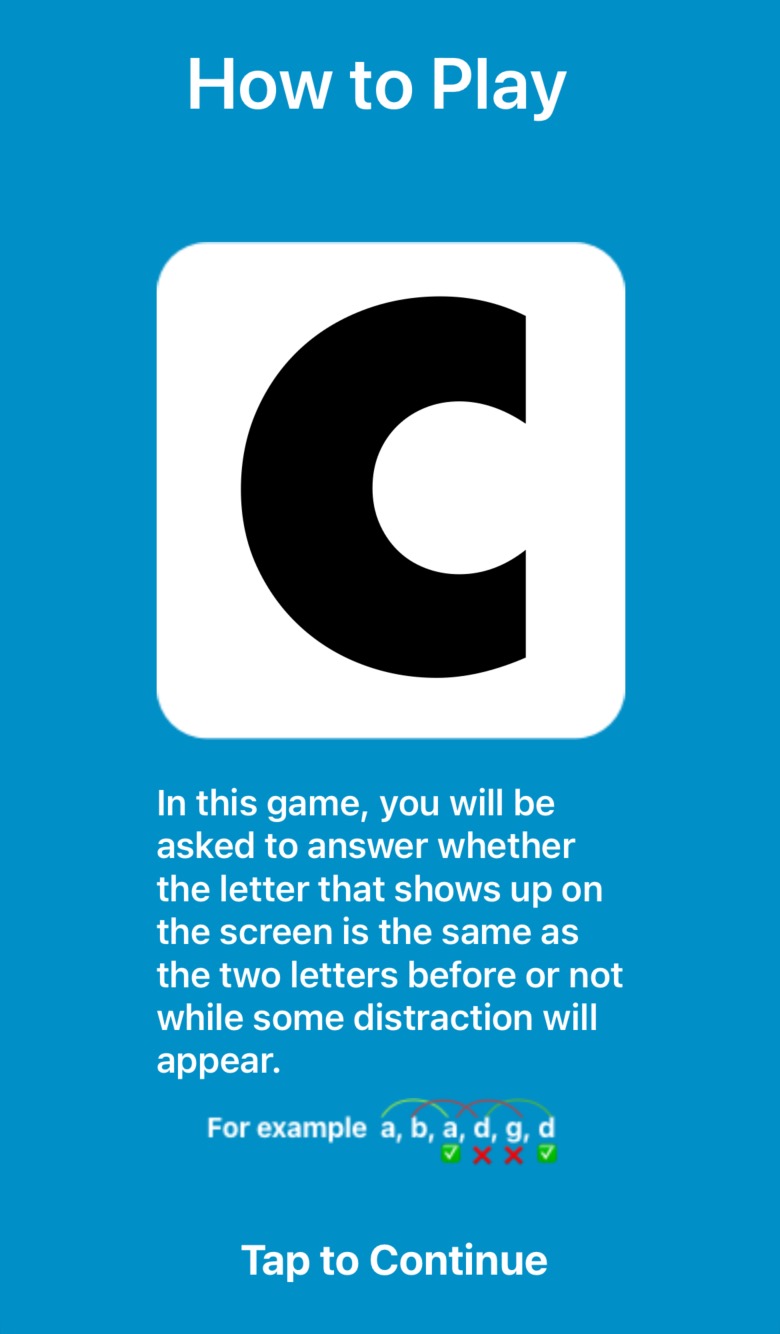 How to Play
C
In this game, you will be
asked to answer whether
the letter that shows up on
the screen is the same as
the two letters before or not
while some distraction will
appear.
For example a, b, a, d, g, d
Tap to Continue